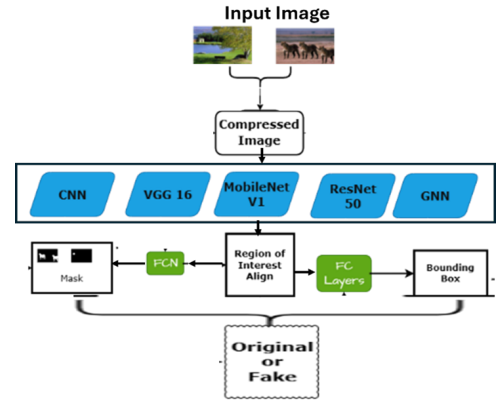 Input Image
Compressed
Image
CNN
VGG 16
MobileNet
V1
ResNet
50
GNN
Mask
FCN
Region of
Interest
Align
FC
Layers
Bounding
Box
Original
or
Fake